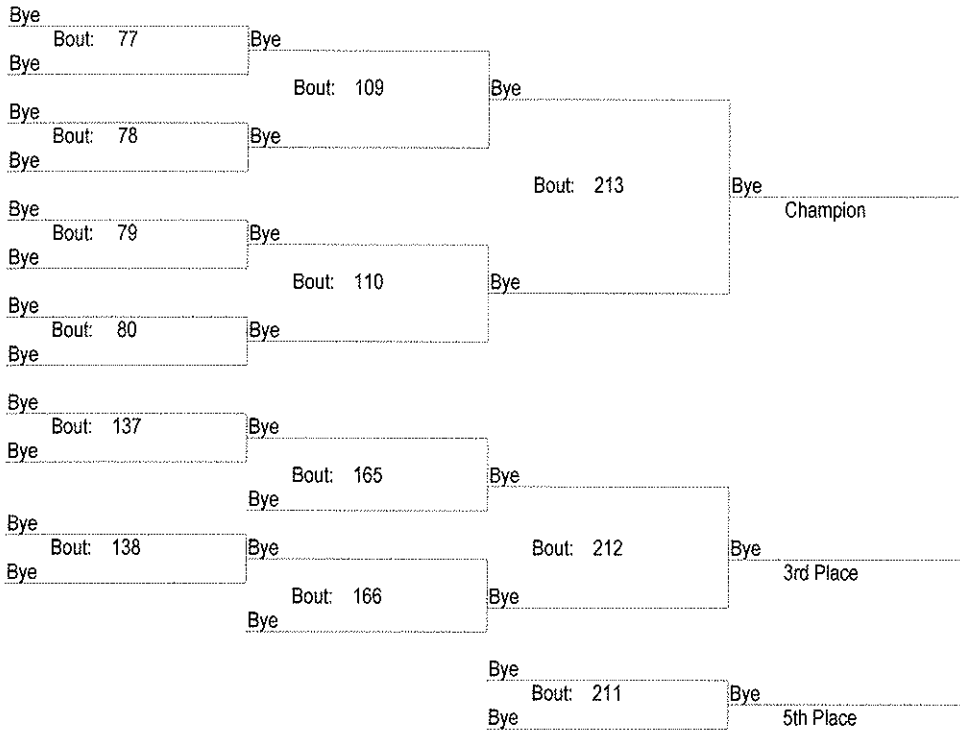 Bye
Bout: 77 Bye
Bye
Bout: 109 Bye
Bye
Bout: 78 Bye
Bye
Bout: 213 Bye
Champion
Bye
Bout: 79 Bye
Bye
Bout: 110 Bye
Bye
Bout: 80 Bye
Bye
Bye
Bout: 137 Bye
Bye
Bout: 165 Bye
Bye
Bye
Bout: 138 Bye
Bye
Bout: 212 Bye
3rd Place
Bout: 166 Bye
Bye
Bye
Bout: 211 Bye
Bye
5th Place